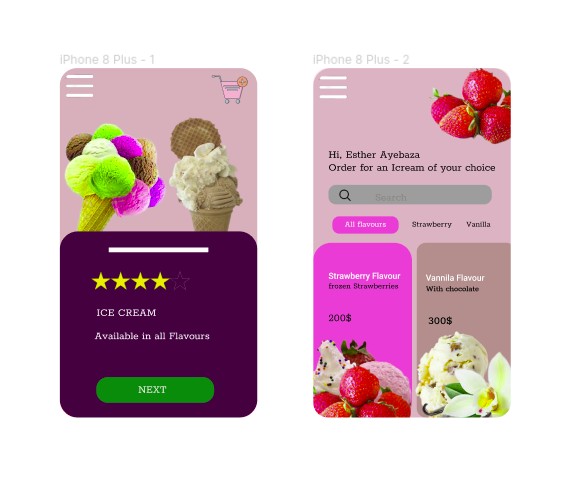 iPhone 8 Plus - 1
ICE CREAM
Available in all Flavours
NEXT
iPhone 8 Plus - 2
Hi, Esther Ayebaza
Order for an Icream of your choice
Search
All flavours
Strawberry
Vanilla
Strawberry Flavour
frozen Strawberries
200$
Vannila Flavour
With chocolate
300$